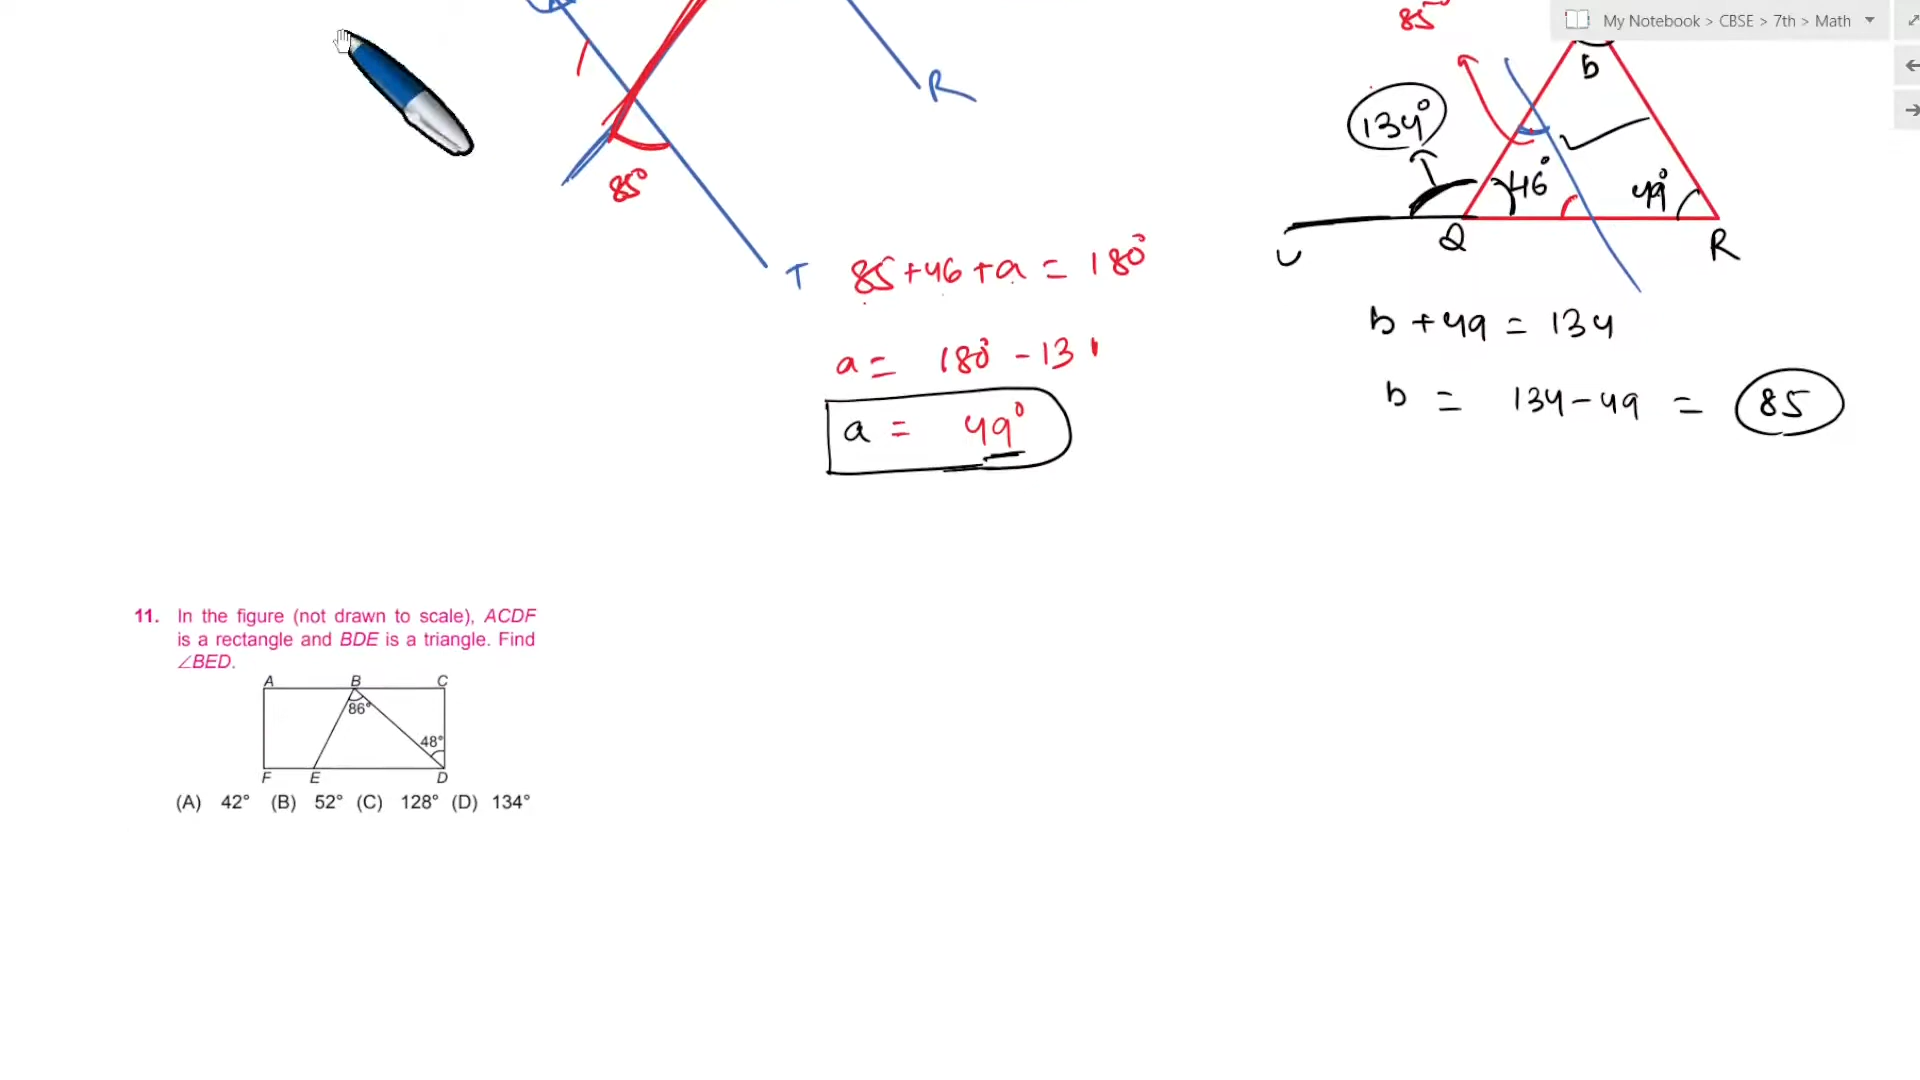 My Notebook > CBSE > 7th > Math
85°
b
R
134°
46°
49°
85°
Q
R
U
T
85+46+a = 180°
a = 180° - 131
a = 49°
b + 49 = 134
b = 134-49 = 85
11. In the figure (not drawn to scale), ACDF
is a rectangle and BDE is a triangle. Find
∠BED.
A B C
86°
48°
F E D
(A) 42° (B) 52° (C) 128° (D) 134°